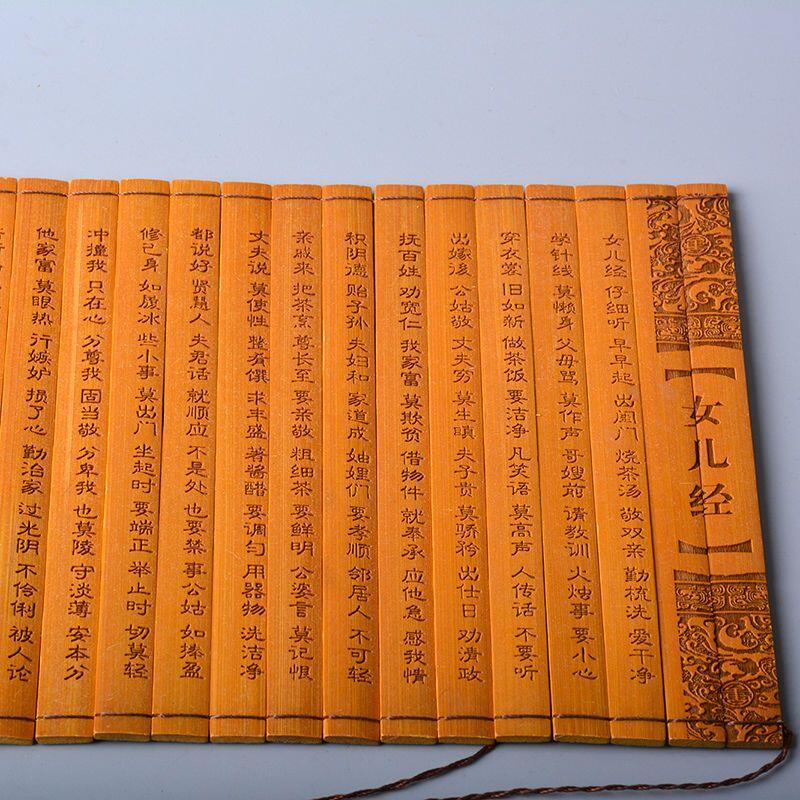 女儿经
女儿经 仔细听 早早起 出闺门 烧茶汤 敬双亲 勤梳洗 爱干净
学针线 莫懒身 父母骂 莫作声 哥嫂前 请教训 火烛事 要小心
穿衣裳 旧如新 做茶饭 要洁净 凡笑语 莫高声 人传话 不要听
出嫁後 公姑敬 丈夫穷 莫生瞋 夫子贵 莫骄矜 出仕日 劝清政
抚百姓 劝宽仁 我家富 莫欺贫 借物件 就奉承 应他急 感我情
积阴德 贻子孙 夫妇和 家道成 妯娌们 要孝顺 邻居人 不可轻
亲戚来 把茶烹 尊长至 要亲敬 粗细茶 要鲜明 公婆言 莫记恨
丈夫说 莫使性 整肴馔 求丰盛 著酱醋 要调匀 用器物 洗洁净
都说好 贤慧人 夫君话 就顺应 不是处 也要禁 事公姑 如捧盈
修己身 如履冰 些小事 莫出门 坐起时 要端正 举止时 切莫轻
冲撞我 只在心 分尊我 固当敬 分卑我 也莫陵 守淡薄 安本分
他家富 莫眼热 行嫉妒 损了心 勤治家 过光阴 不伶俐 被人论